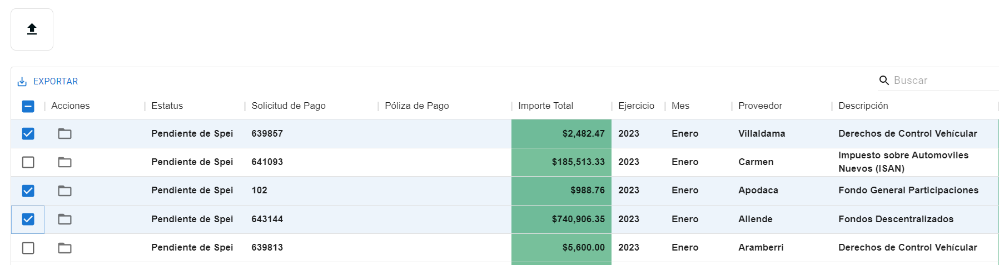 EXPORTAR
Buscar
Acciones Estatus Solicitud de Pago Póliza de Pago Importe Total Ejercicio Mes Proveedor Descripción
Pendiente de Spei 639857 $2,482.47 2023 Enero Villaldama Derechos de Control Vehícular
Pendiente de Spei 641093 $185,513.33 2023 Enero Carmen Impuesto sobre Automoviles
Nuevos (ISAN)
Pendiente de Spei 102 $988.76 2023 Enero Apodaca Fondo General Participaciones
Pendiente de Spei 643144 $740,906.35 2023 Enero Allende Fondos Descentralizados
Pendiente de Spei 639813 $5,600.00 2023 Enero Aramberri Derechos de Control Vehícular